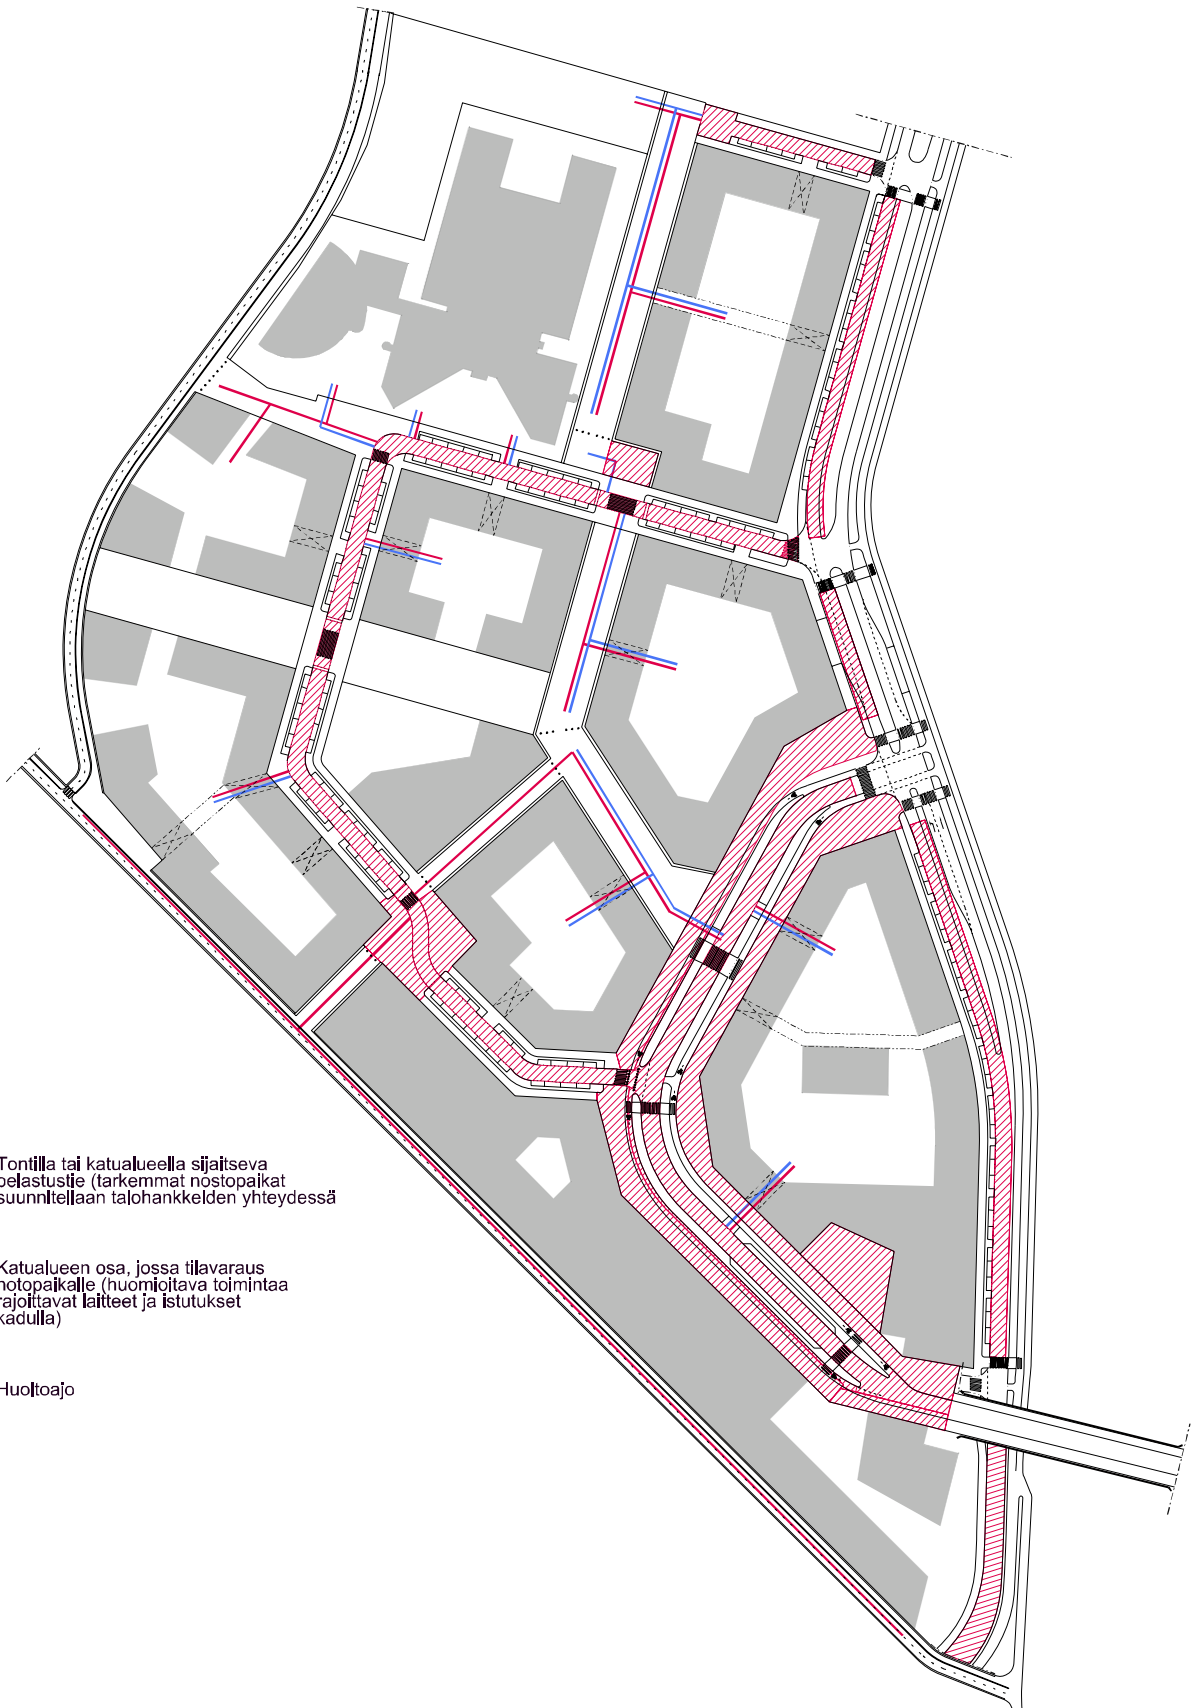 Tontilla tai katualueella sijaitseva
pelastustie (tarkemmat nostopaikat
suunnitellaan talohankkeiden yhteydessä
Katualueen osa, jossa tilavaraus
notopaikalle (huomioitava toimintaa
rajoittavat laitteet ja istutukset
kadulla)
Huoltoajo